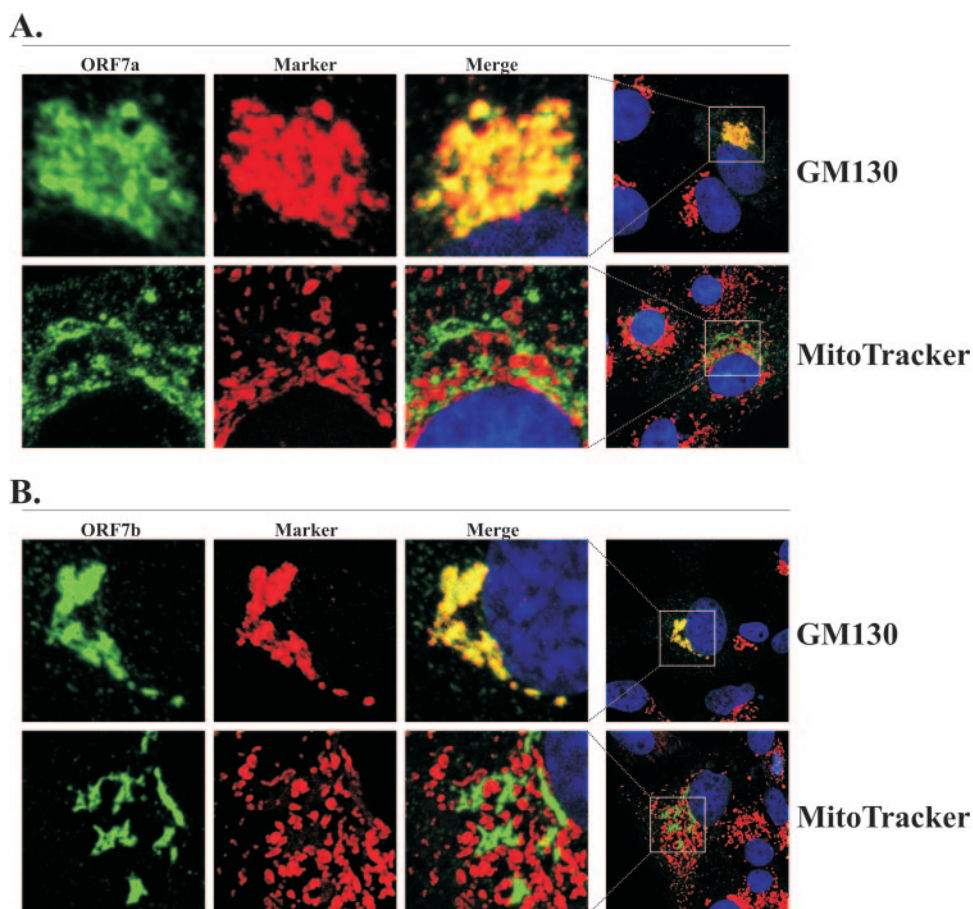 A.
ORF7a Marker Merge
GM130
MitoTracker
B.
ORF7b Marker Merge
GM130
MitoTracker